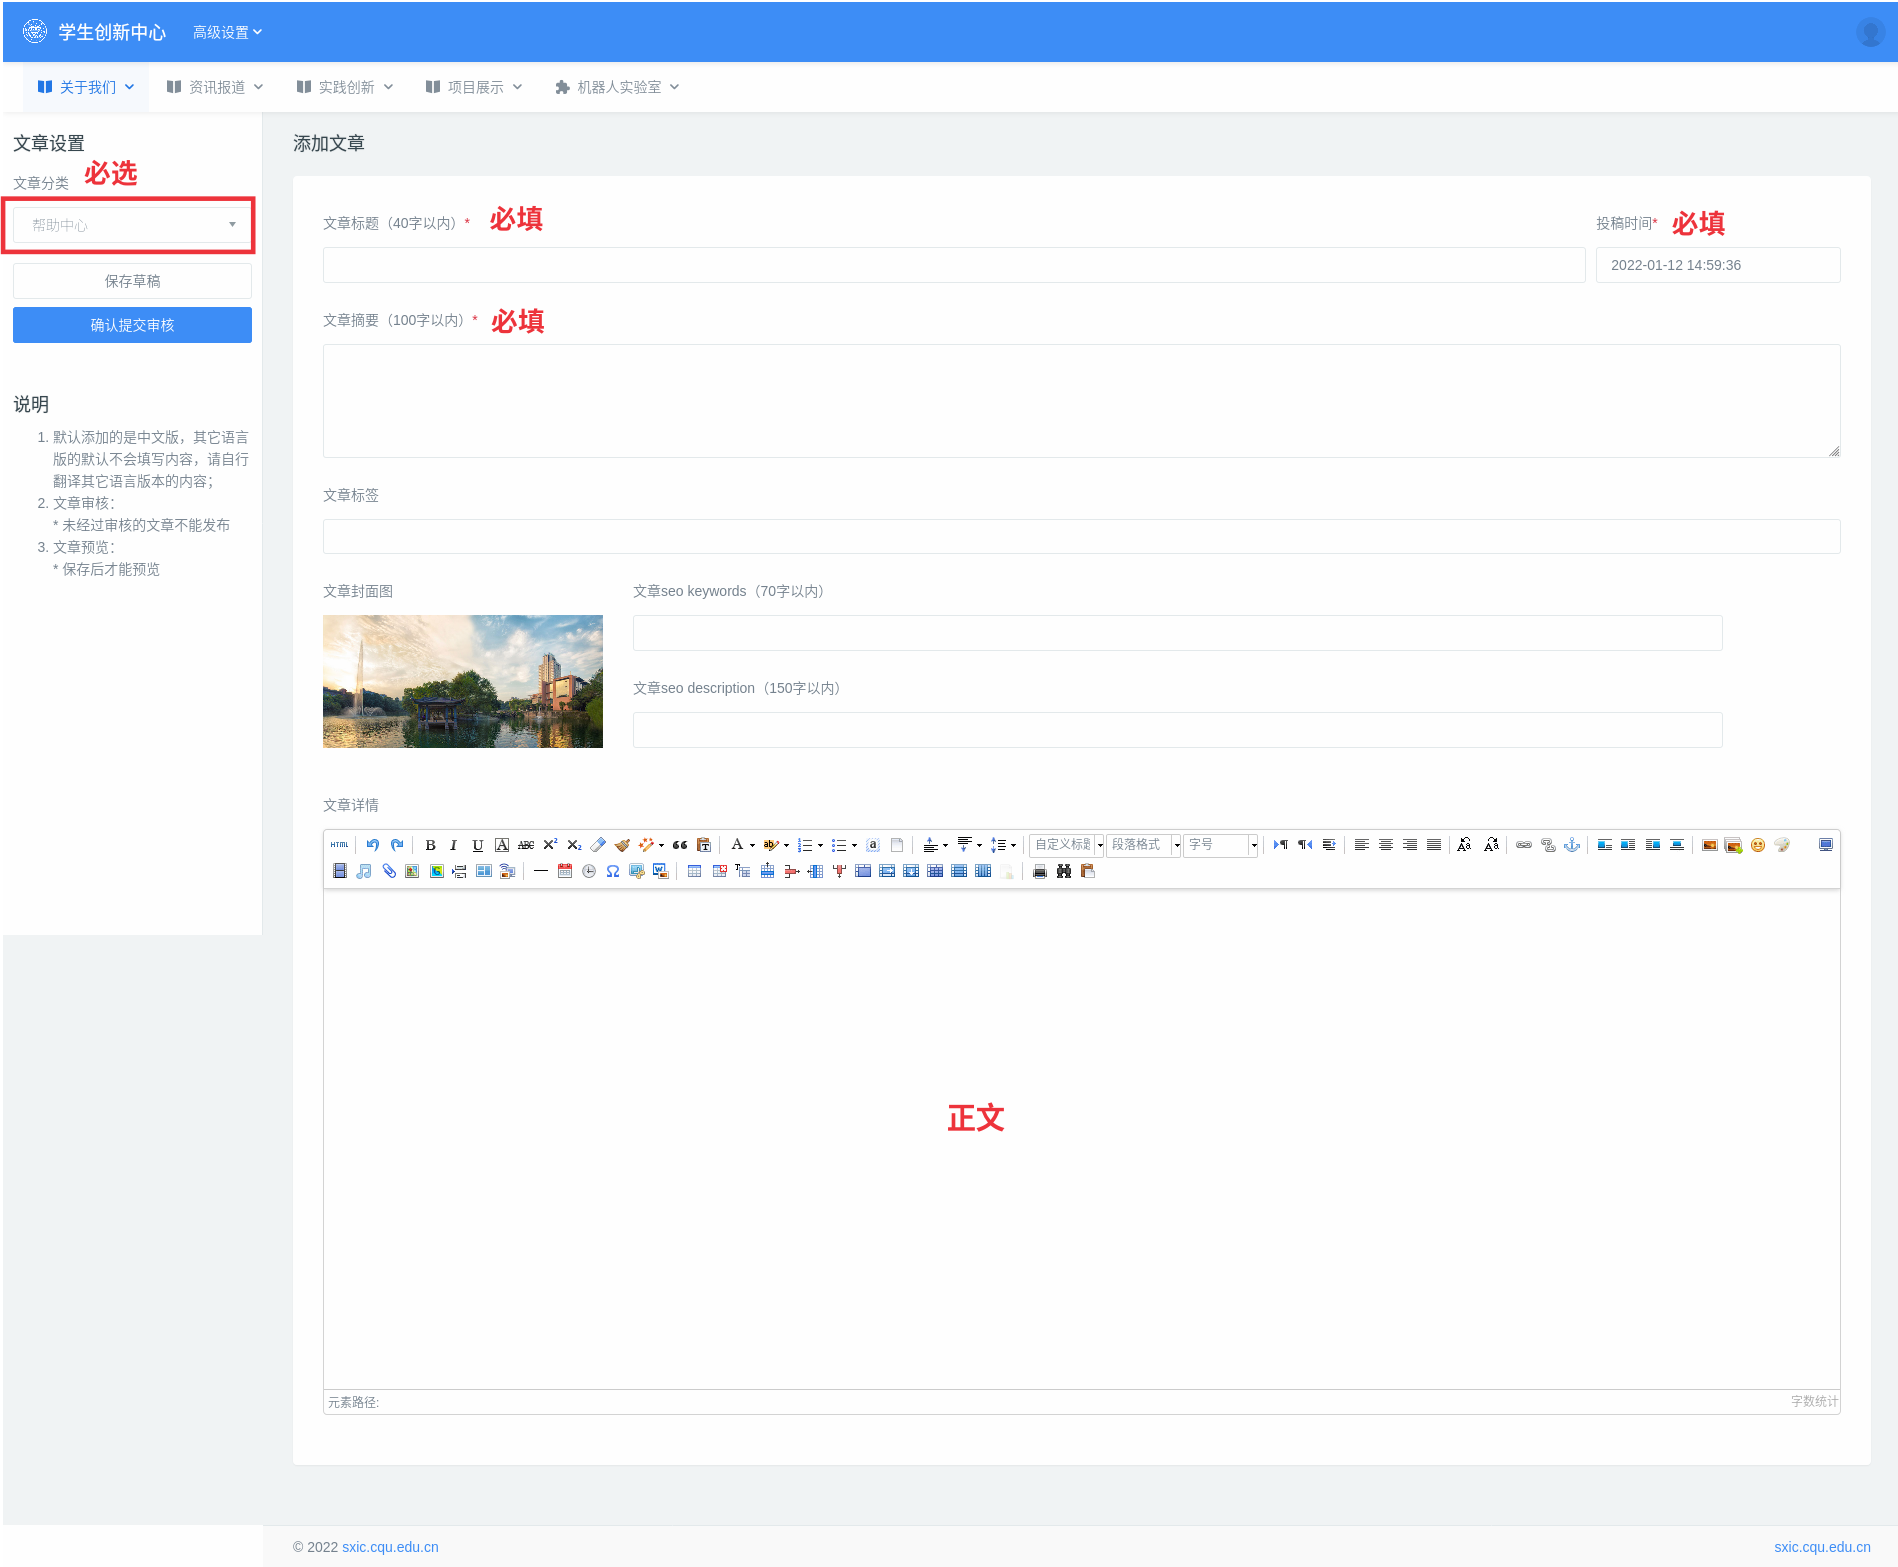 学生创新中心 高级设置
关于我们 资讯报道 实践创新 项目展示 机器人实验室
文章设置
文章分类 必选
帮助中心
保存草稿
确认提交审核
说明
1. 默认添加的是中文版，其它语言
版的默认不会填写内容，请自行
翻译其它语言版本的内容；
2. 文章审核：
* 未经过审核的文章不能发布
3. 文章预览：
* 保存后才能预览
添加文章
文章标题（40字以内）* 必填
投稿时间* 必填
2022-01-12 14:59:36
文章摘要（100字以内）* 必填
文章标签
文章封面图
文章seo keywords（70字以内）
文章seo description（150字以内）
文章详情
HTML B I U A ABC X² X₂ A ab a 自定义标题 段落格式 字号
正文
元素路径: 字数统计
© 2022 sxic.cqu.edu.cn sxic.cqu.edu.cn